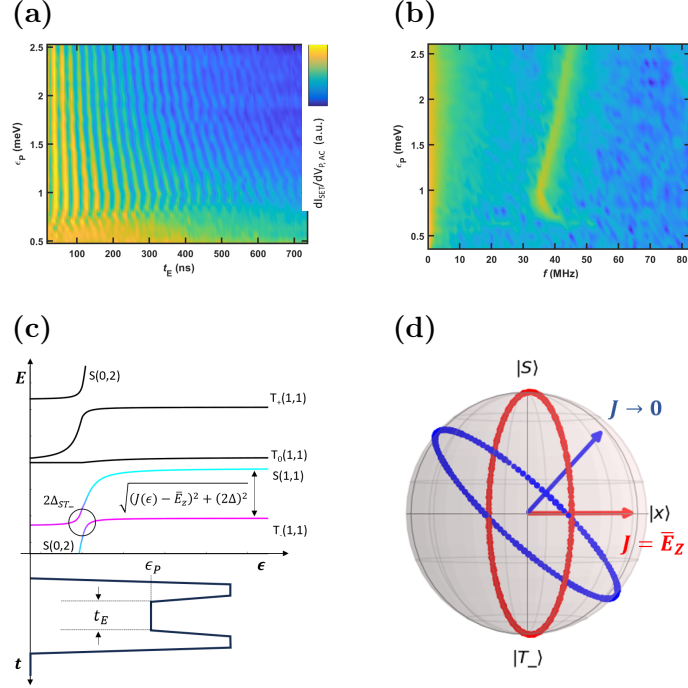 (a)
(b)
2.5
2
1.5
1
0.5
ϵP (meV)
100 200 300 400 500 600 700
tE (ns)
dISET/dVP,AC (a.u.)
2.5
2
1.5
1
0.5
ϵP (meV)
0 10 20 30 40 50 60 70 80
f (MHz)
(c)
(d)
E
S(0,2)
T+(1,1)
T0(1,1)
S(1,1)
2ΔST_
√(J(ϵ) − E̅Z)² + (2Δ)²
T-(1,1)
S(0,2)
ϵP
ϵ
tE
t
|S⟩
J → 0
|x⟩
J = E̅Z
|T_⟩